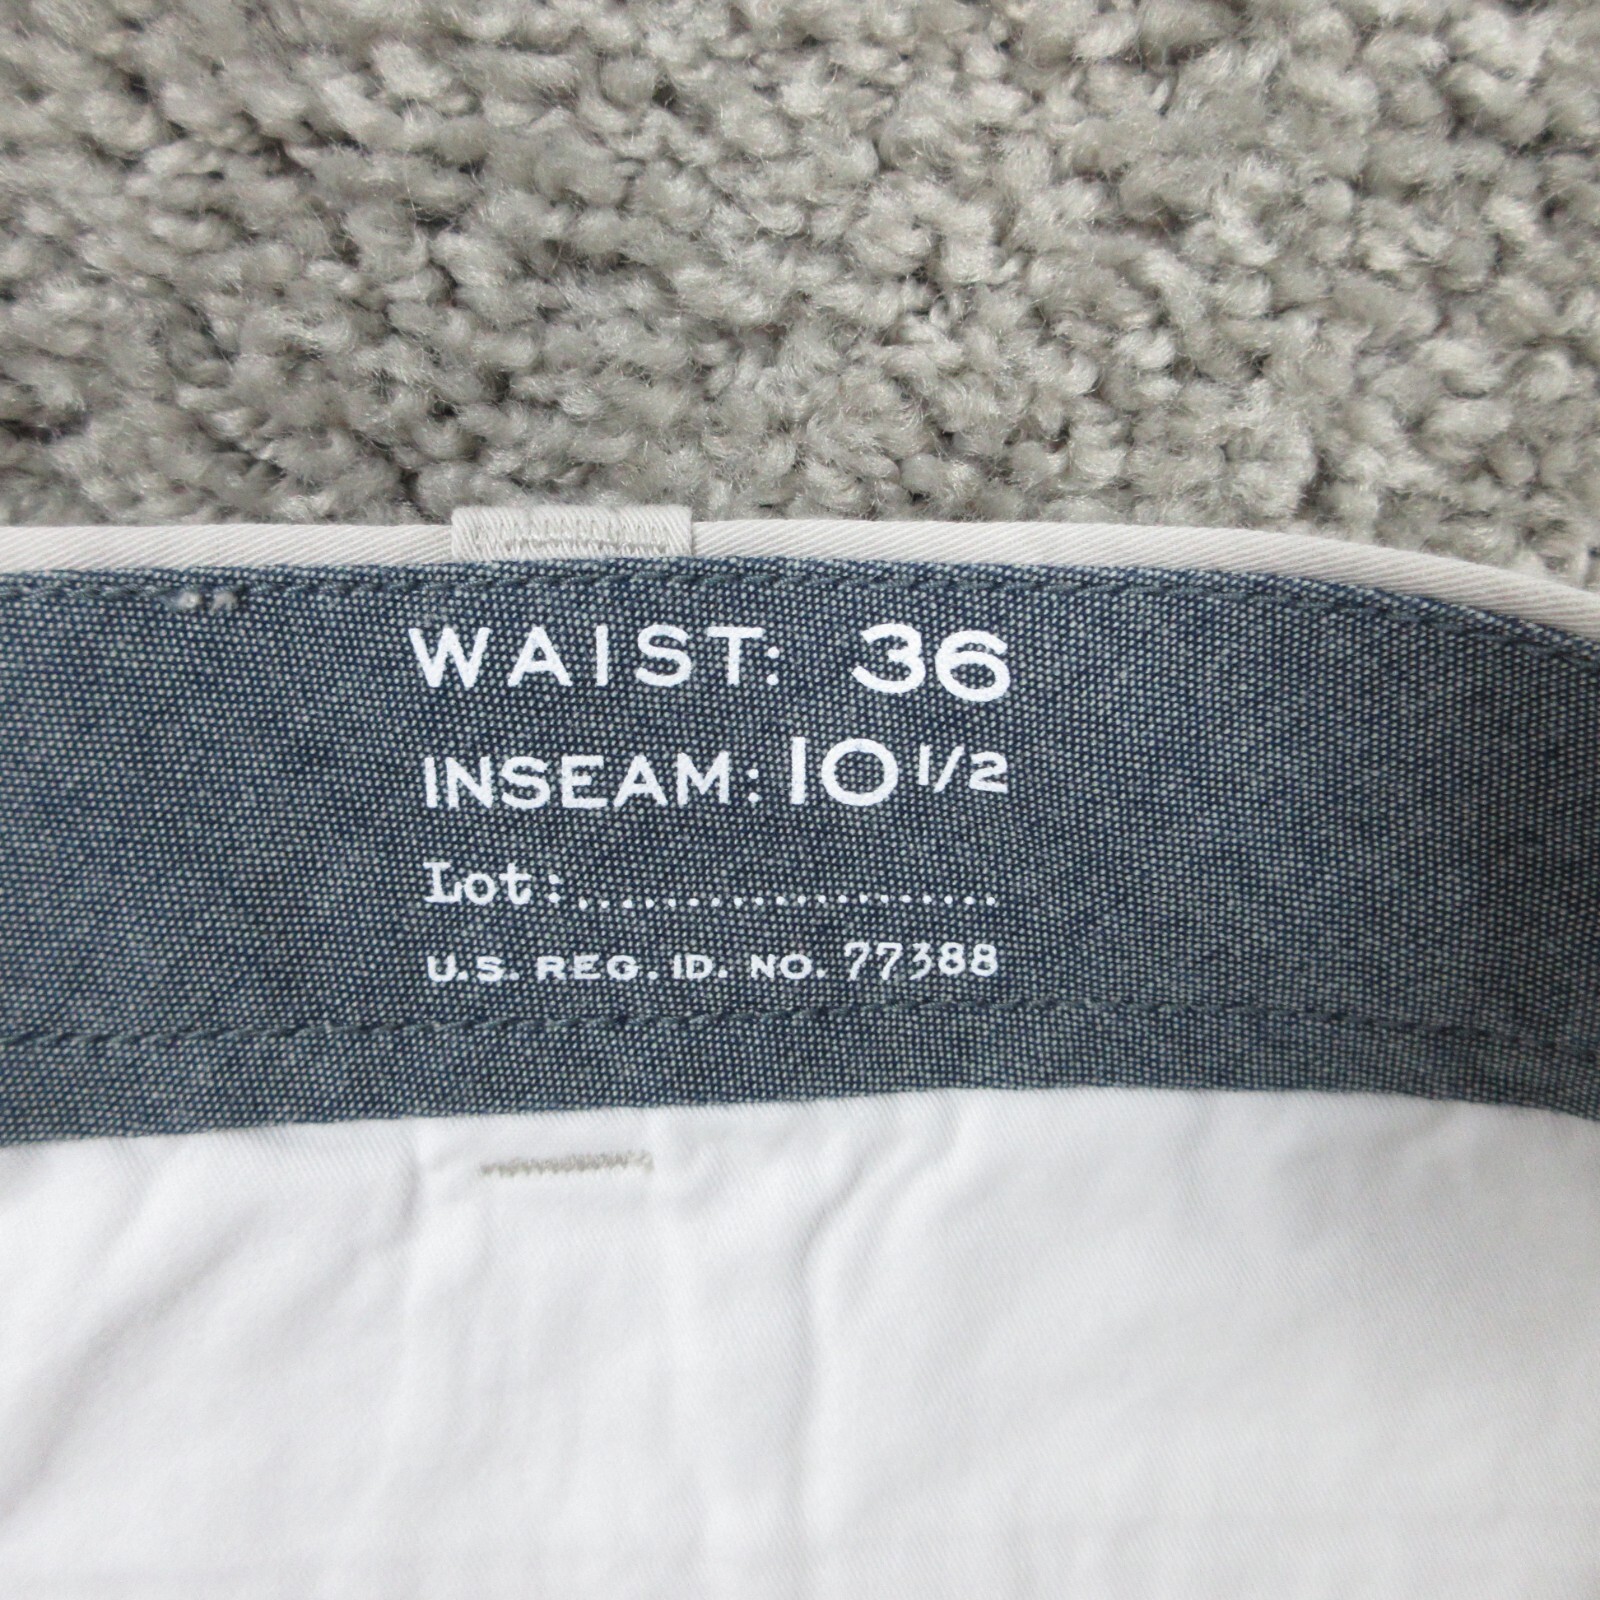 WAIST: 36
INSEAM: 10 1/2
Lot:....................
U.S. REG. ID. NO. 77388